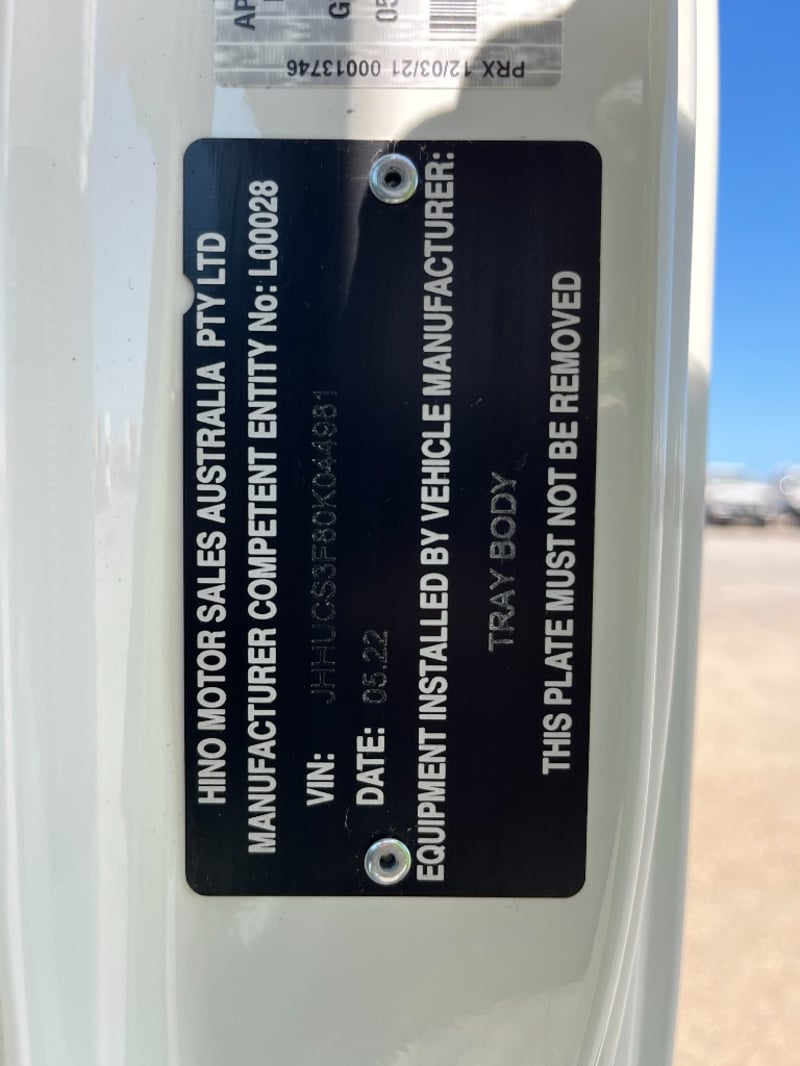 PRX 12/03/21 00013746
HINO MOTOR SALES AUSTRALIA PTY LTD
MANUFACTURER COMPETENT ENTITY No: L00028
VIN: JHHUCS3F80K044981
DATE: 05.22
EQUIPMENT INSTALLED BY VEHICLE MANUFACTURER:
TRAY BODY
THIS PLATE MUST NOT BE REMOVED